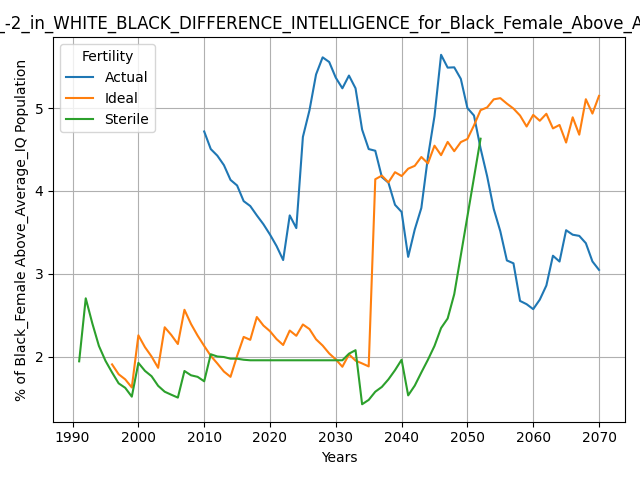 _-2_in_WHITE_BLACK_DIFFERENCE_INTELLIGENCE_for_Black_Female_Above_A
Fertility
Actual
Ideal
Sterile
% of Black_Female Above_Average_IQ Population
5
4
3
2
1990 2000 2010 2020 2030 2040 2050 2060 2070
Years